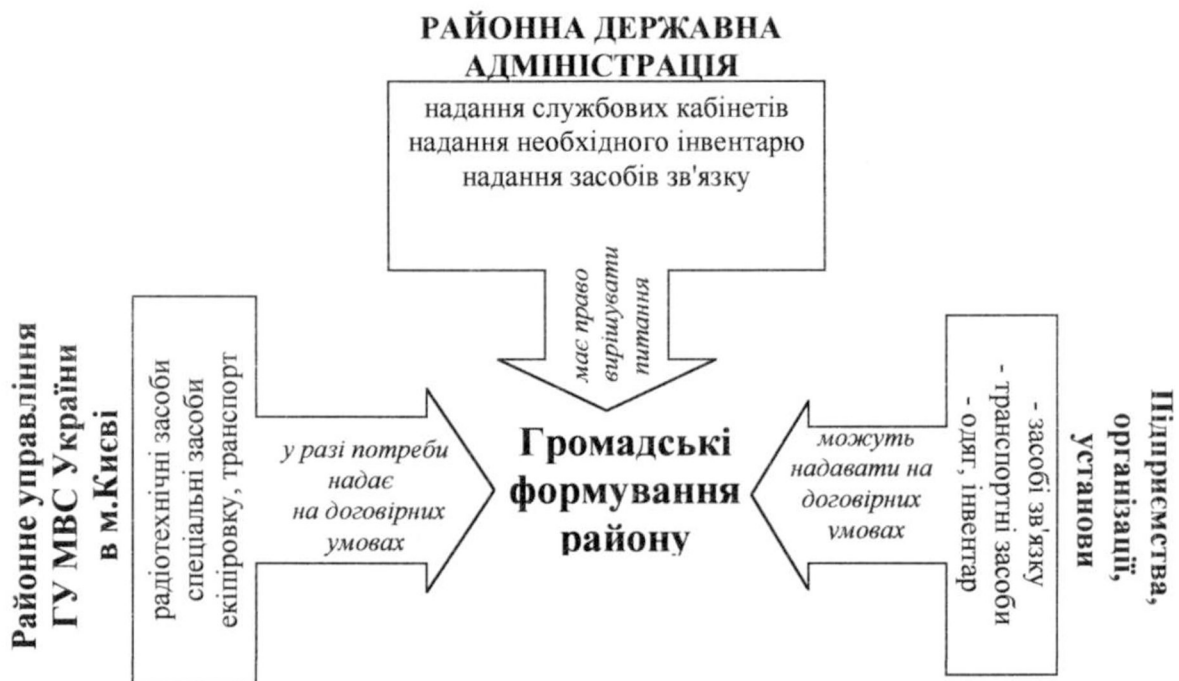 РАЙОННА ДЕРЖАВНА
АДМІНІСТРАЦІЯ
надання службових кабінетів
надання необхідного інвентарю
надання засобів зв'язку
має право
вирішувати
питання
Районне управління
ГУ МВС України
в м.Києві
радіотехнічні засоби
спеціальні засоби
екіпіровку, транспорт
у разі потреби
надає
на договірних
умовах
Громадські
формування
району
можуть
надавати на
договірних
умовах
- засобі зв'язку
- транспортні засоби
- одяг, інвентар
Підприємства,
організації,
установи